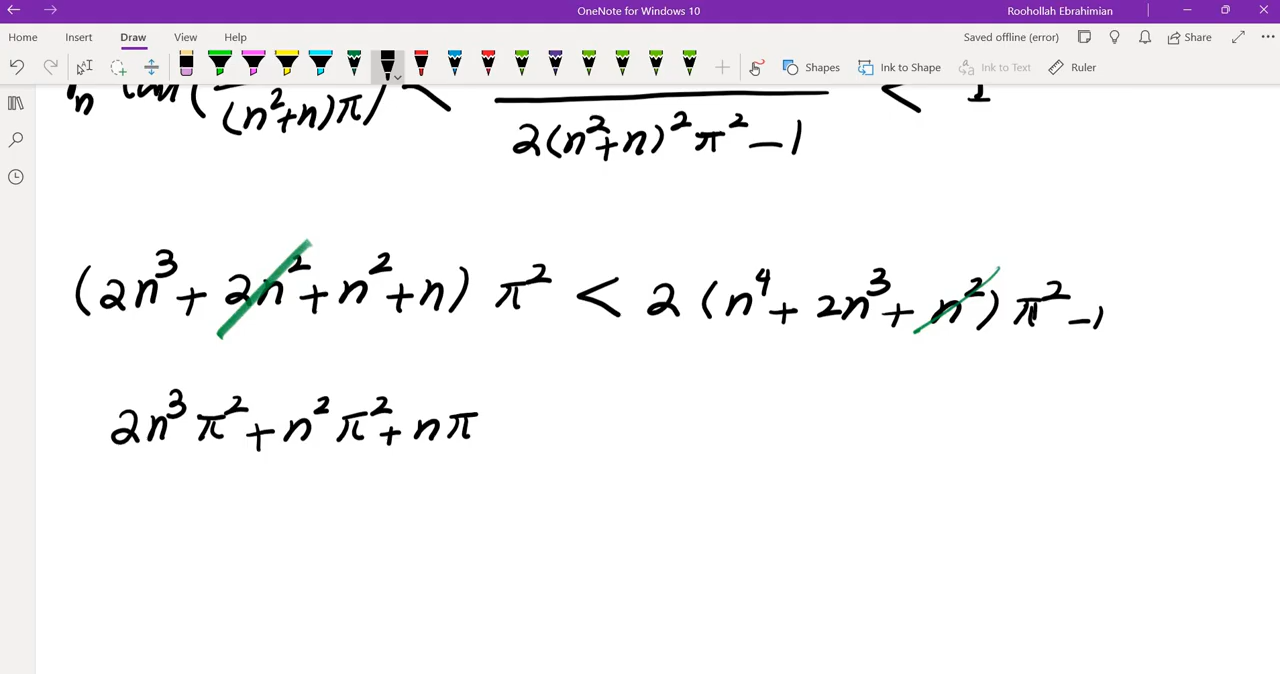 OneNote for Windows 10
Roohollah Ebrahimian
Home Insert Draw View Help
Saved offline (error) Share
Shapes Ink to Shape Ink to Text Ruler
(n²+n)π) < 2(n²+n)²π²−1 < 1
(2n³ + 2n² + n² + n) π² < 2 (n⁴ + 2n³ + n²) π² −1
2n³π² + n²π² + nπ